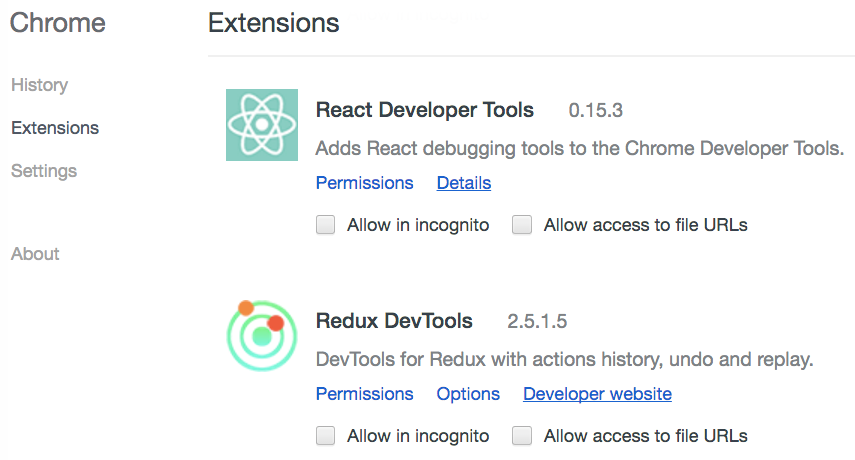 Chrome
Extensions
History
Extensions
Settings
About
React Developer Tools 0.15.3
Adds React debugging tools to the Chrome Developer Tools.
Permissions Details
Allow in incognito Allow access to file URLs
Redux DevTools 2.5.1.5
DevTools for Redux with actions history, undo and replay.
Permissions Options Developer website
Allow in incognito Allow access to file URLs